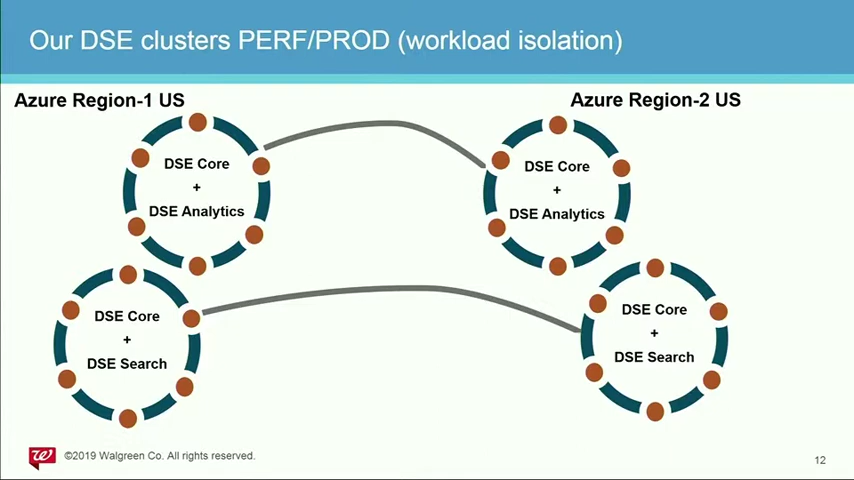 Our DSE clusters PERF/PROD (workload isolation)
Azure Region-1 US
Azure Region-2 US
DSE Core
+
DSE Analytics
DSE Core
+
DSE Analytics
DSE Core
+
DSE Search
DSE Core
+
DSE Search
W
©2019 Walgreen Co. All rights reserved.
12